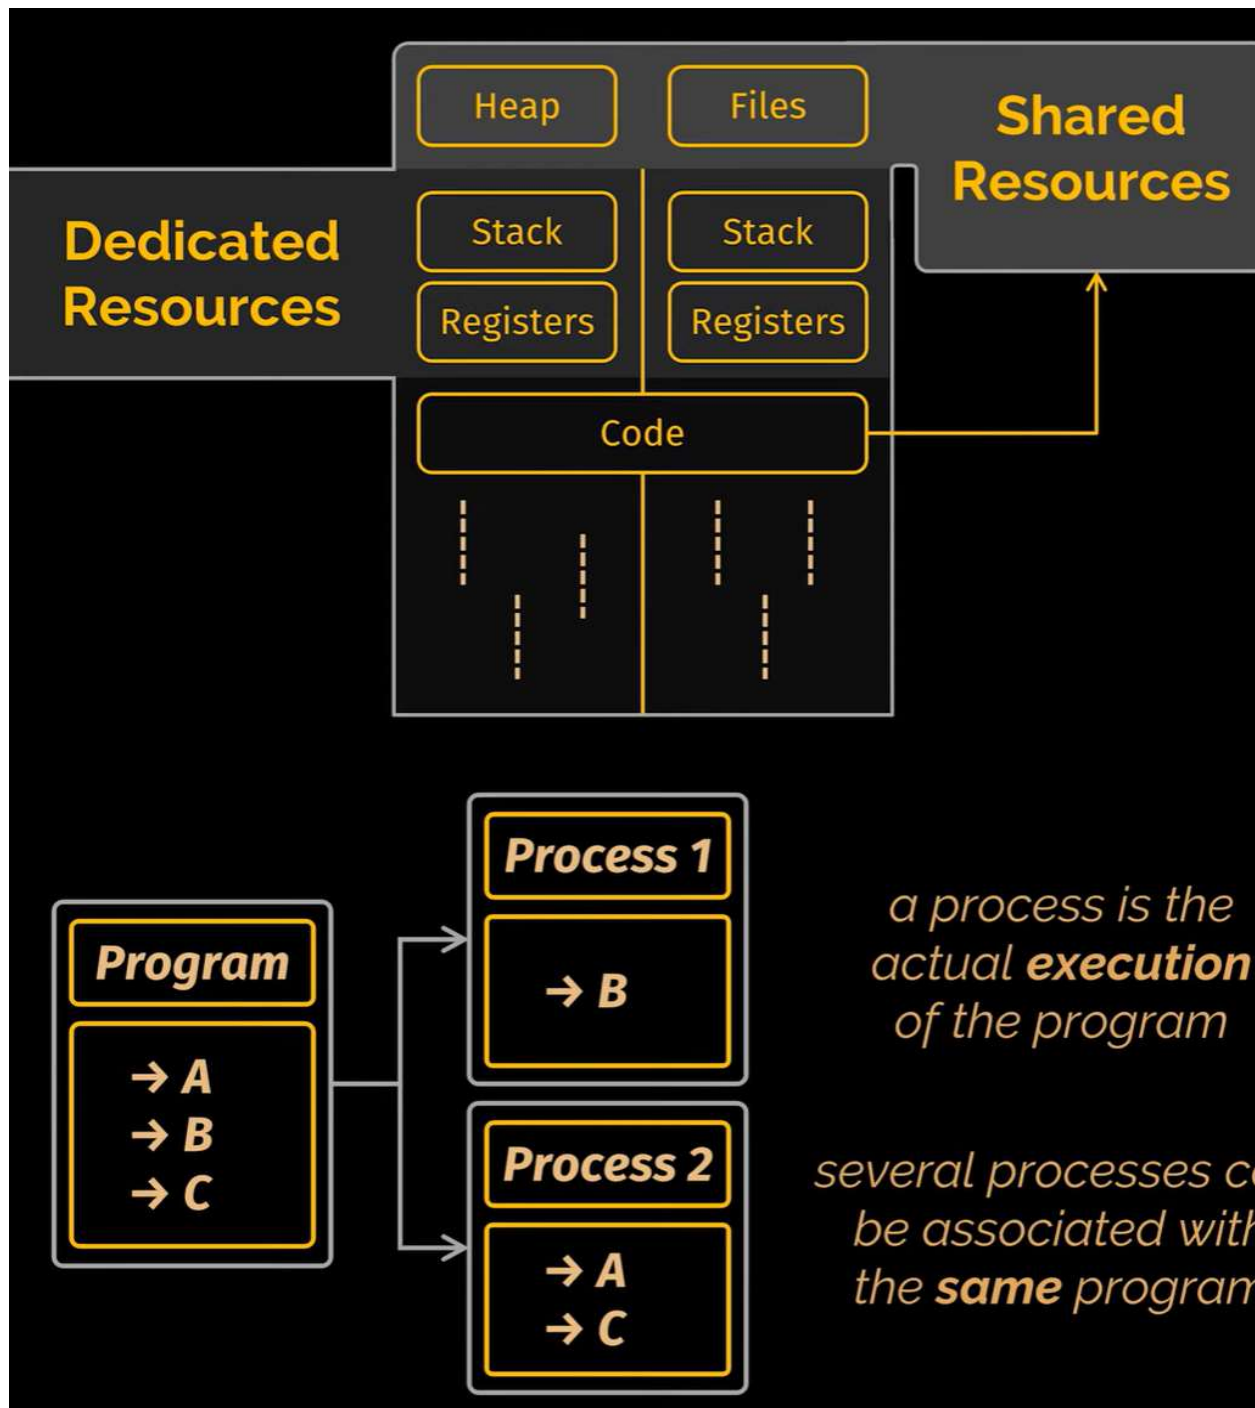 Heap
Files
Shared
Resources
Dedicated
Resources
Stack
Stack
Registers
Registers
Code
Program
→ A
→ B
→ C
Process 1
→ B
Process 2
→ A
→ C
a process is the
actual execution
of the program
several processes
be associated with
the same program